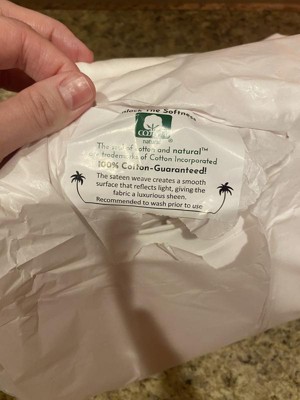 The Softness
COTTON
natural
The seal of cotton and natural™
are trademarks of Cotton Incorporated
100% Cotton-Guaranteed!
The sateen weave creates a smooth
surface that reflects light, giving the
fabric a luxurious sheen.
Recommended to wash prior to use